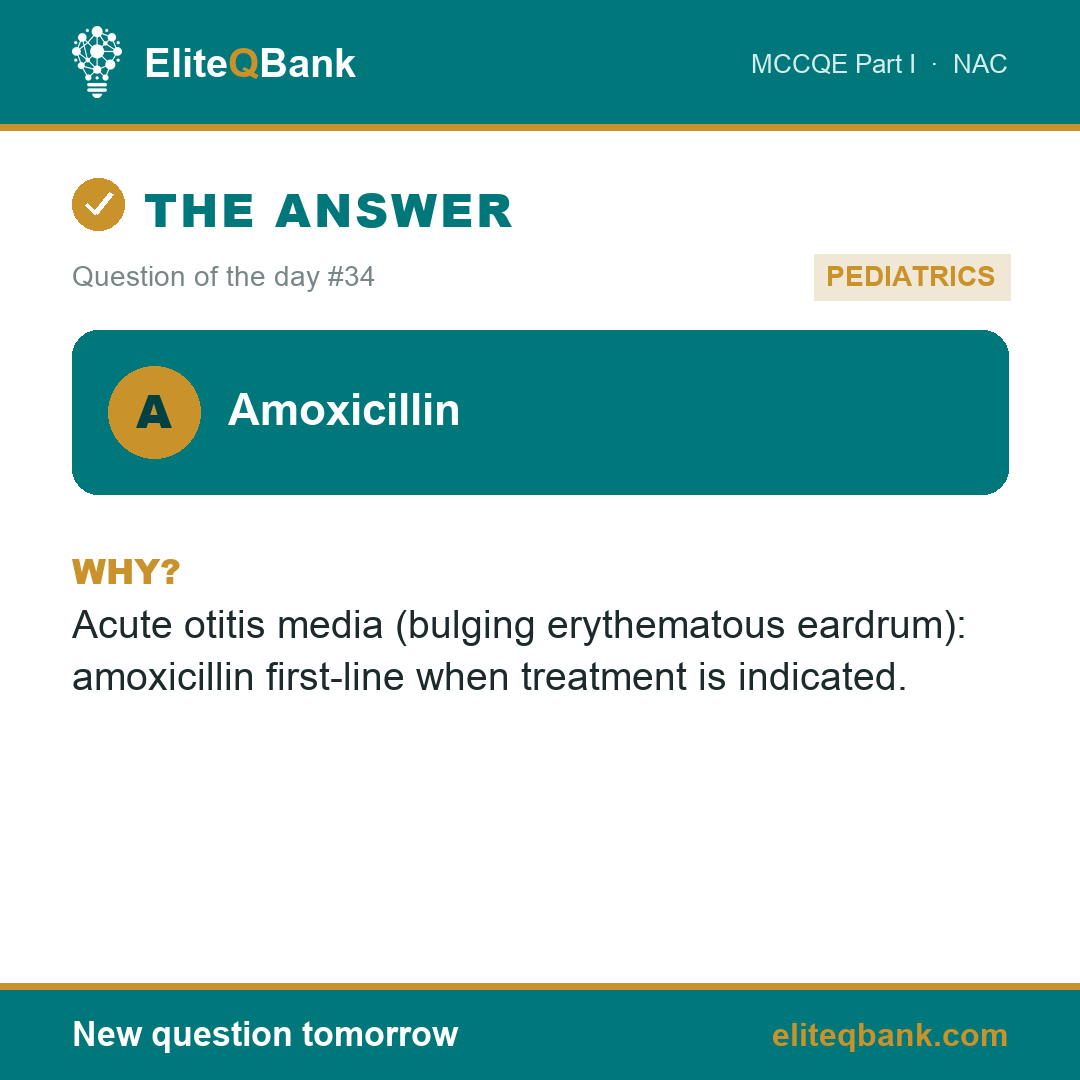 EliteQBank
MCCQE Part I · NAC
THE ANSWER
Question of the day #34
PEDIATRICS
A
Amoxicillin
WHY?
Acute otitis media (bulging erythematous eardrum):
amoxicillin first-line when treatment is indicated.
New question tomorrow
eliteqbank.com